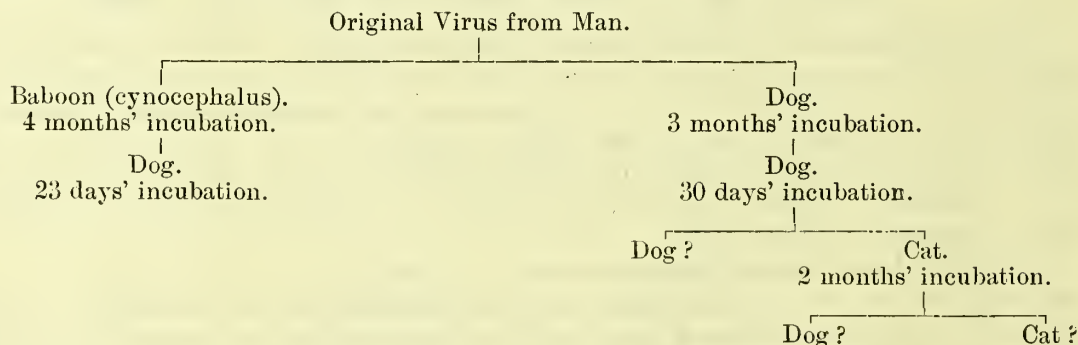 Original Virus from Man.
Baboon (cynocephalus).
4 months' incubation.
Dog.
23 days' incubation.
Dog.
3 months' incubation.
Dog.
30 days' incubation.
Dog ?
Cat.
2 months' incubation.
Dog ?
Cat ?